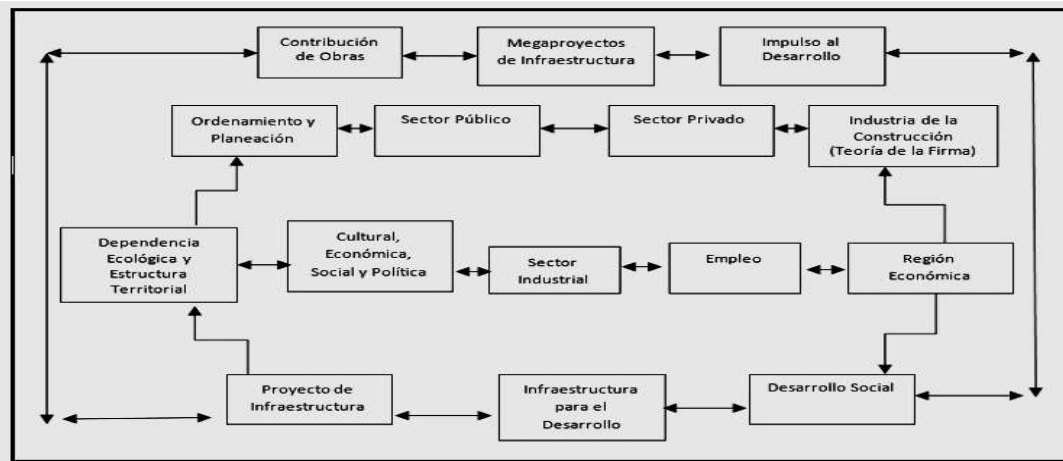 Contribución
de Obras
Megaproyectos
de Infraestructura
Impulso al
Desarrollo
Ordenamiento y
Planeación
Sector Público
Sector Privado
Industria de la
Construcción
(Teoría de la Firma)
Dependencia
Ecológica y
Estructura
Territorial
Cultural,
Económica,
Social y Política
Sector
Industrial
Empleo
Región
Económica
Proyecto de
Infraestructura
Infraestructura
para el
Desarrollo
Desarrollo Social